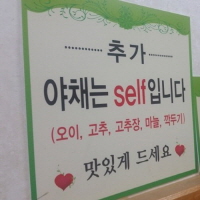 ............ 추가 ............
야채는 self입니다
(오이, 고추, 고추장, 마늘, 깍두기)
맛있게 드세요